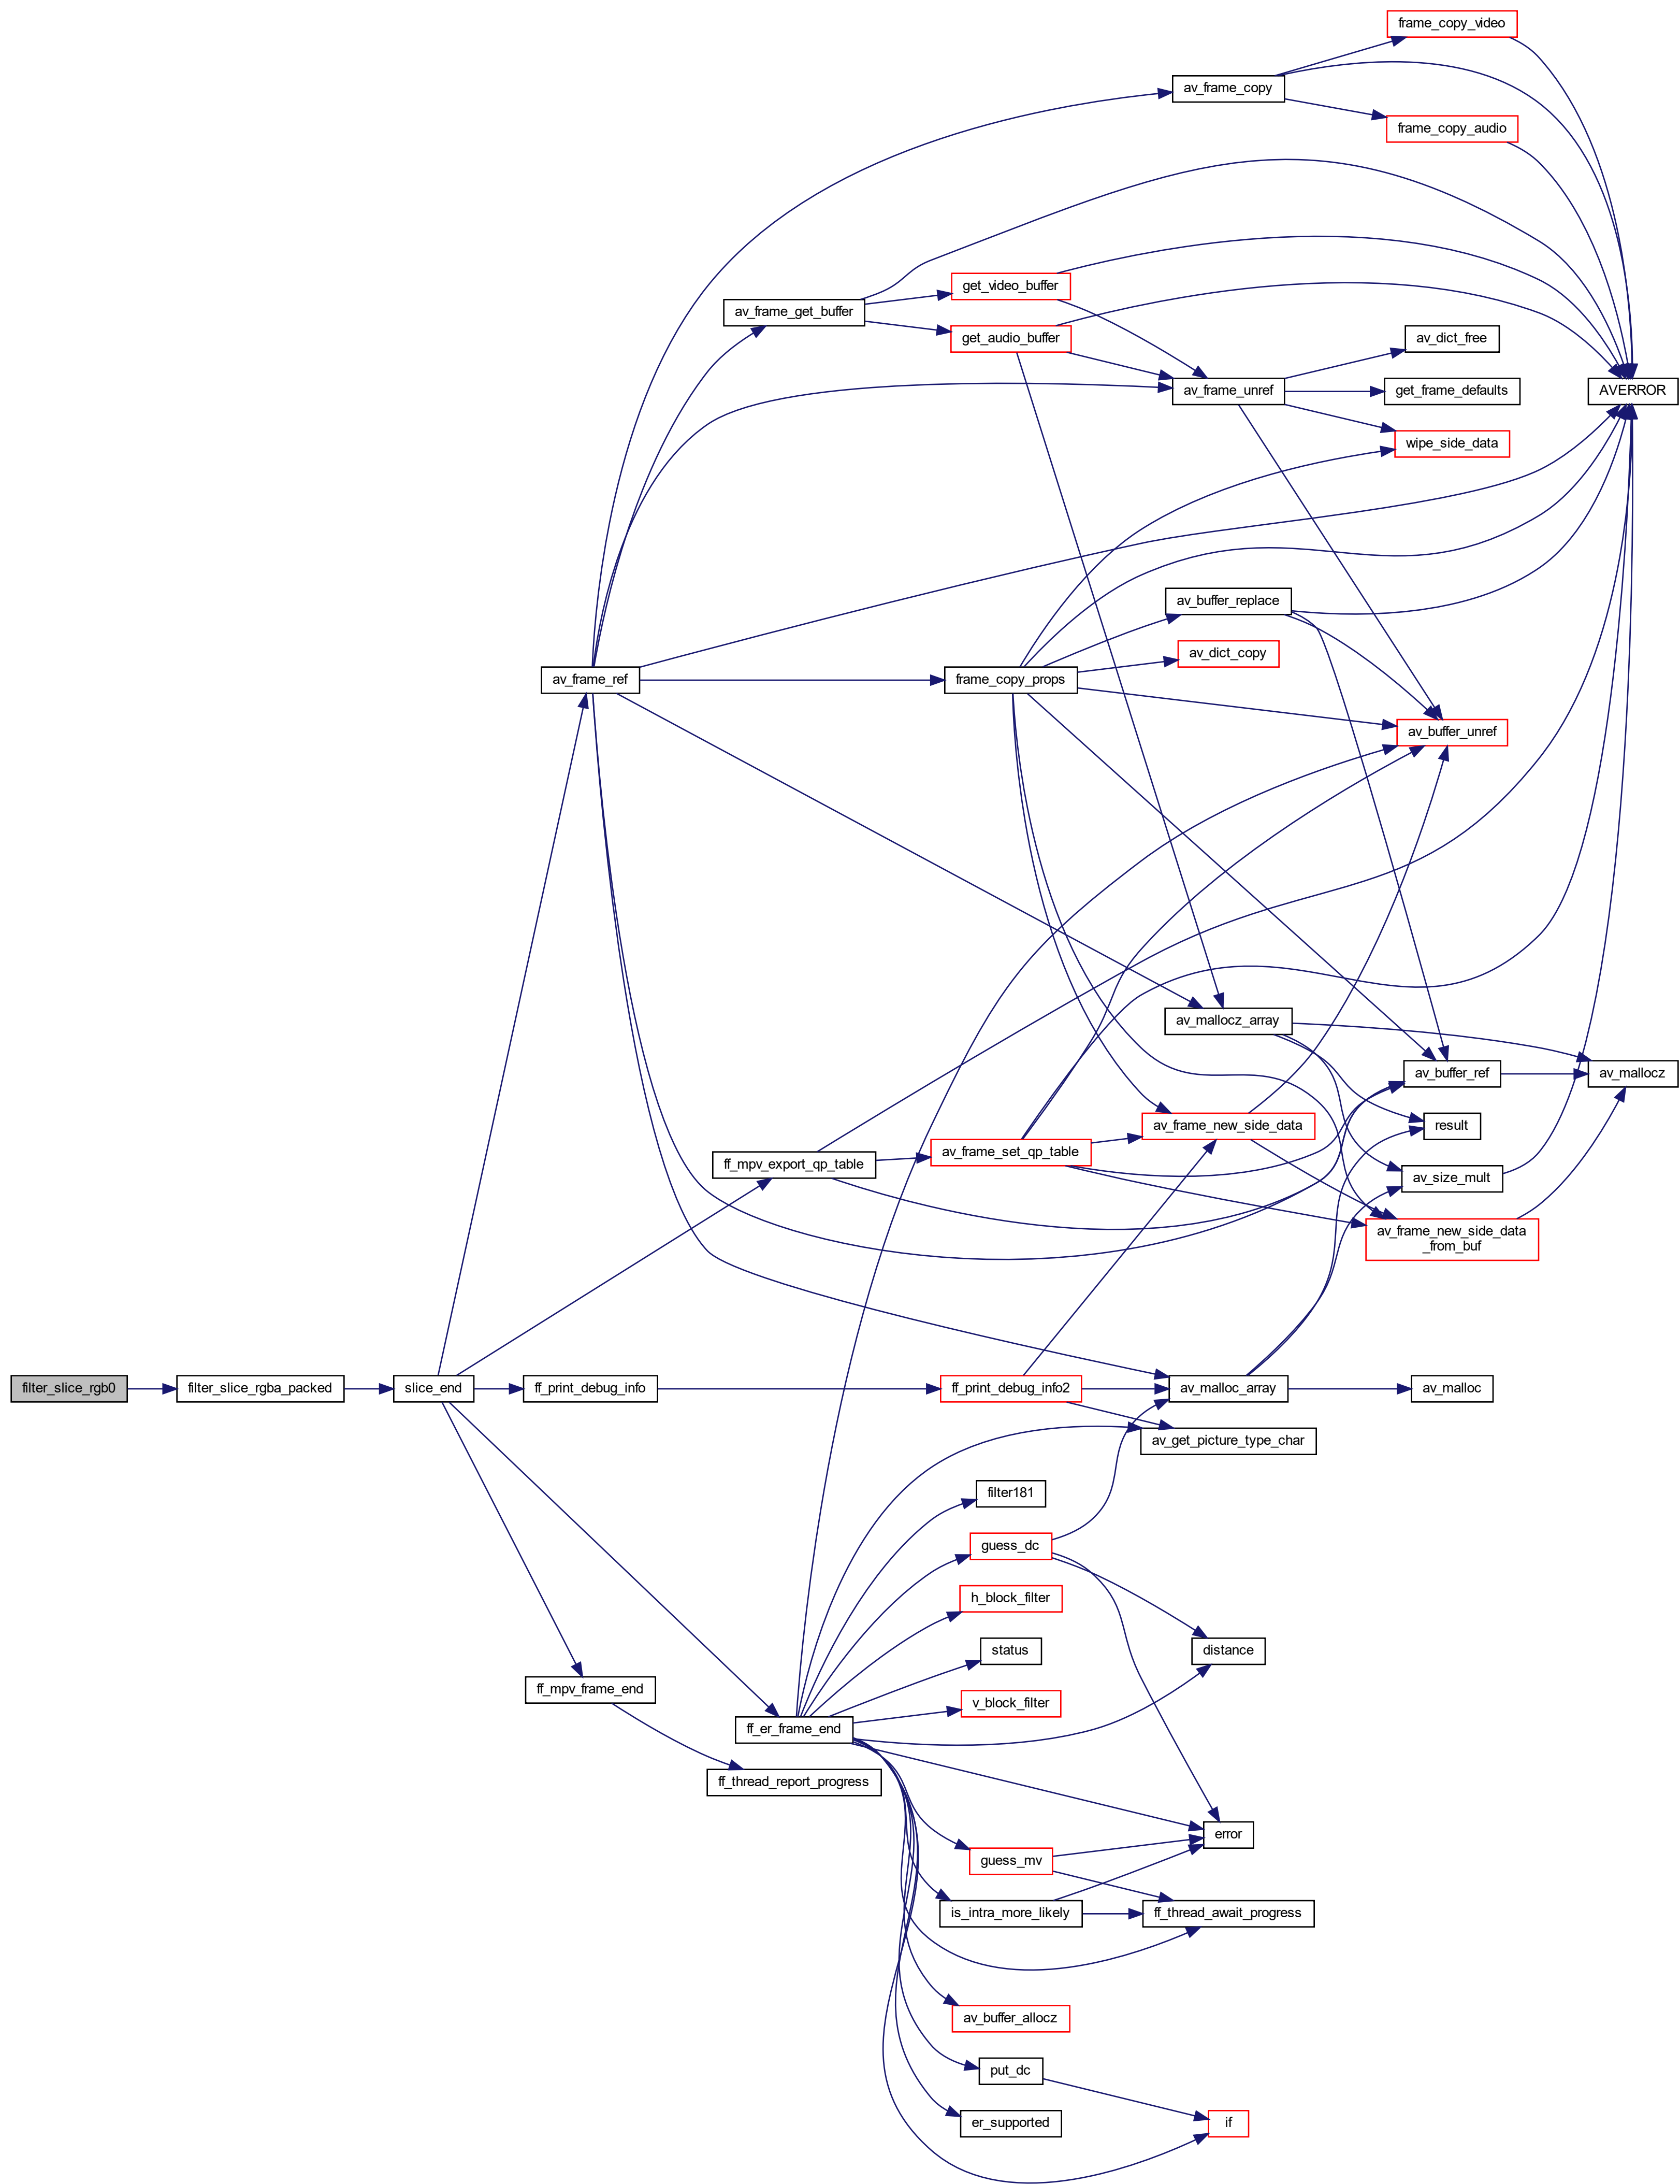 frame_copy_video
av_frame_copy
frame_copy_audio
get_video_buffer
av_frame_get_buffer
get_audio_buffer
av_dict_free
av_frame_unref
get_frame_defaults
AVERROR
wipe_side_data
av_buffer_replace
av_dict_copy
av_frame_ref
frame_copy_props
av_buffer_unref
av_mallocz_array
av_buffer_ref
av_mallocz
av_frame_new_side_data
result
ff_mpv_export_qp_table
av_frame_set_qp_table
av_size_mult
av_frame_new_side_data
_from_buf
filter_slice_rgb0
filter_slice_rgba_packed
slice_end
ff_print_debug_info
ff_print_debug_info2
av_malloc_array
av_malloc
av_get_picture_type_char
filter181
guess_dc
h_block_filter
status
distance
ff_mpv_frame_end
v_block_filter
ff_er_frame_end
ff_thread_report_progress
error
guess_mv
is_intra_more_likely
ff_thread_await_progress
av_buffer_allocz
put_dc
er_supported
if